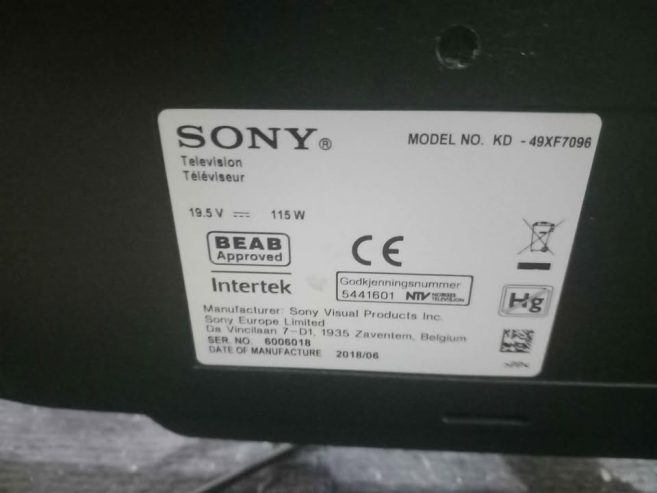 SONY®
MODEL NO. KD - 49XF7096
Television
Téléviseur
19.5 V 115 W
BEAB
Approved
CE
Intertek
Godkjenningsnummer
5441601 NTV NORGES TELEVISJON
Hg
Manufacturer: Sony Visual Products Inc.
Sony Europe Limited
Da Vincilaan 7-D1, 1935 Zaventem, Belgium
SER. NO. 6006018
DATE OF MANUFACTURE 2018/06